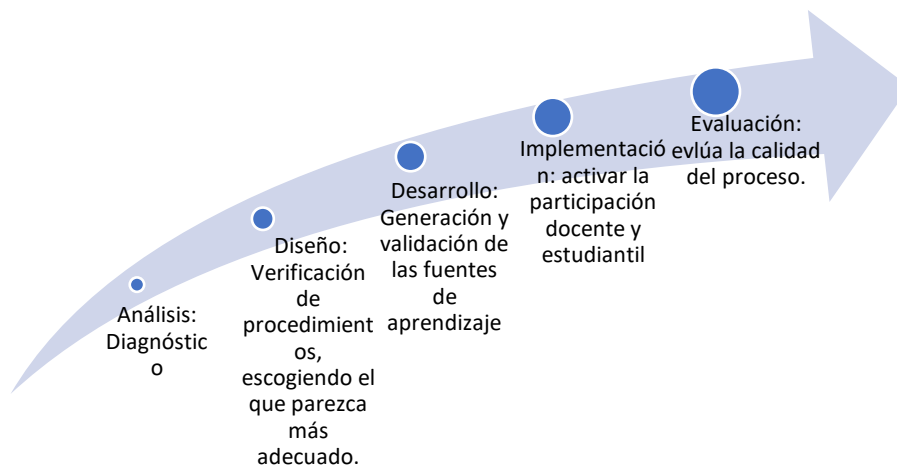 Análisis:
Diagnóstic
o
Diseño:
Verificación
de
procedimient
os,
escogiendo el
que parezca
más
adecuado.
Desarrollo:
Generación y
validación de
las fuentes
de
aprendizaje
Implementació
n: activar la
participación
docente y
estudiantil
Evaluación:
evlúa la calidad
del proceso.